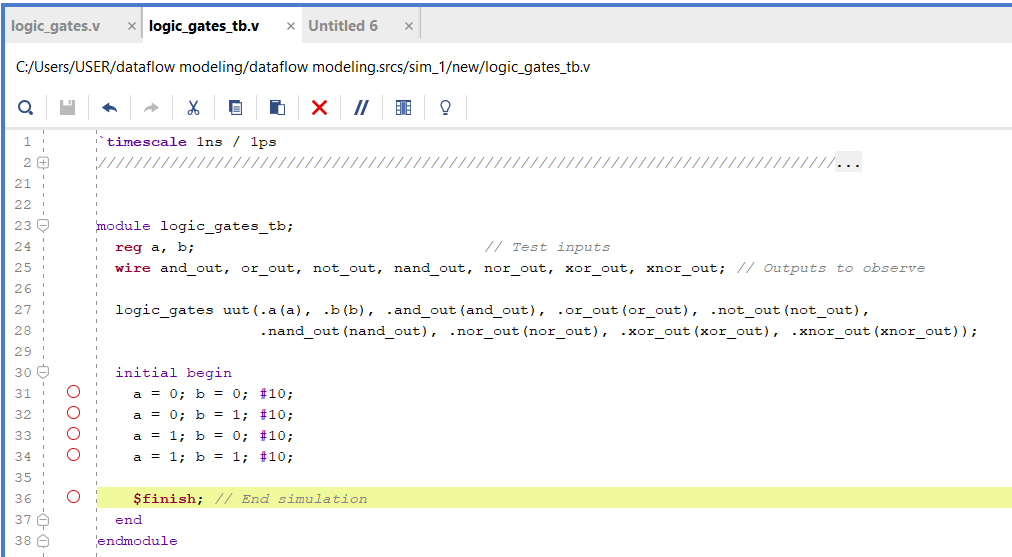 logic_gates.v × logic_gates_tb.v × Untitled 6 ×
C:/Users/USER/dataflow modeling/dataflow modeling.srcs/sim_1/new/logic_gates_tb.v
1 `timescale 1ns / 1ps
2 //////////////////////////////////////////////////////////////////////////////////...
21
22
23 module logic_gates_tb;
24 reg a, b; // Test inputs
25 wire and_out, or_out, not_out, nand_out, nor_out, xor_out, xnor_out; // Outputs to observe
26
27 logic_gates uut(.a(a), .b(b), .and_out(and_out), .or_out(or_out), .not_out(not_out),
28 .nand_out(nand_out), .nor_out(nor_out), .xor_out(xor_out), .xnor_out(xnor_out));
29
30 initial begin
31 a = 0; b = 0; #10;
32 a = 0; b = 1; #10;
33 a = 1; b = 0; #10;
34 a = 1; b = 1; #10;
35
36 $finish; // End simulation
37 end
38 endmodule